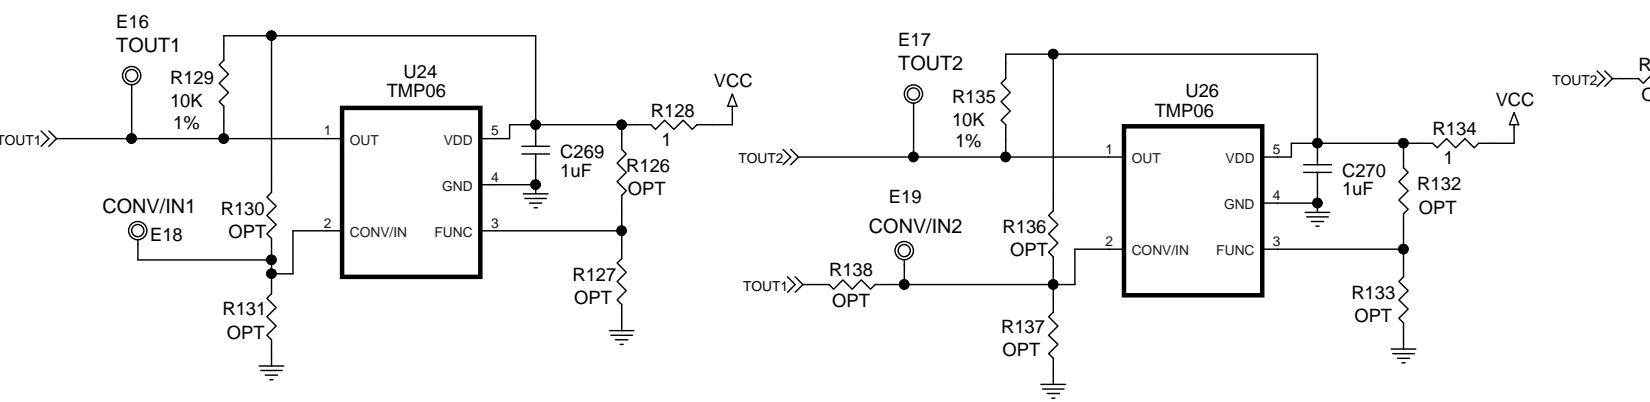 E16
TOUT1
R129
10K
1%
U24
TMP06
VCC
R128
1
TOUT1
1
OUT
VDD
5
C269
1uF
R126
OPT
GND
4
CONV/IN1
E18
R130
OPT
2
CONV/IN
FUNC
3
R127
OPT
R131
OPT
E17
TOUT2
R135
10K
1%
U26
TMP06
VCC
R134
1
TOUT2
1
OUT
VDD
5
C270
1uF
R132
OPT
GND
4
E19
CONV/IN2
R136
OPT
2
CONV/IN
FUNC
3
TOUT1
R138
OPT
R133
OPT
R137
OPT
TOUT2